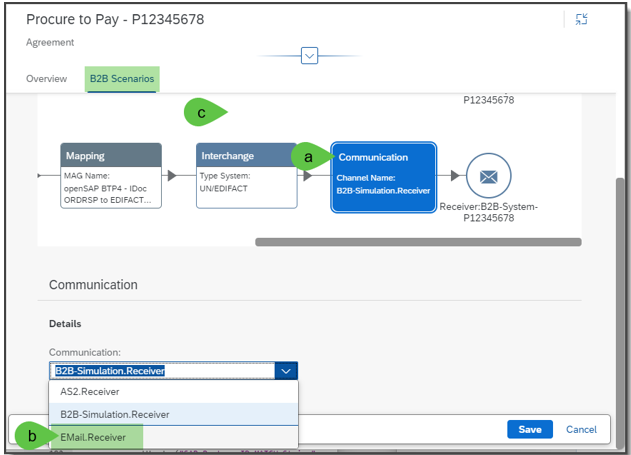 Procure to Pay - P12345678
Agreement
Overview
B2B Scenarios
P12345678
c
a
Mapping
MAG Name:
openSAP BTP4 - IDoc
ORDRSP to EDIFACT...
Interchange
Type System:
UN/EDIFACT
Communication
Channel Name:
B2B-Simulation.Receiver
Receiver:B2B-System-
P12345678
Communication
Details
Communication:
B2B-Simulation.Receiver
AS2.Receiver
B2B-Simulation.Receiver
b
EMail.Receiver
Save
Cancel